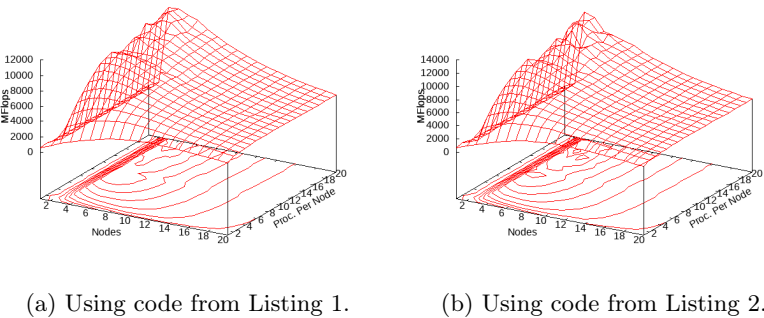 12000
10000
8000
6000
4000
2000
0
MFlops
2 4 6 8 10 12 14 16 18 20
Nodes
2 4 6 8 10 12 14 16 18 20
Proc. Per Node
(a) Using code from Listing 1.
14000
12000
10000
8000
6000
4000
2000
0
MFlops
2 4 6 8 10 12 14 16 18 20
Nodes
2 4 6 8 10 12 14 16 18 20
Proc. Per Node
(b) Using code from Listing 2.